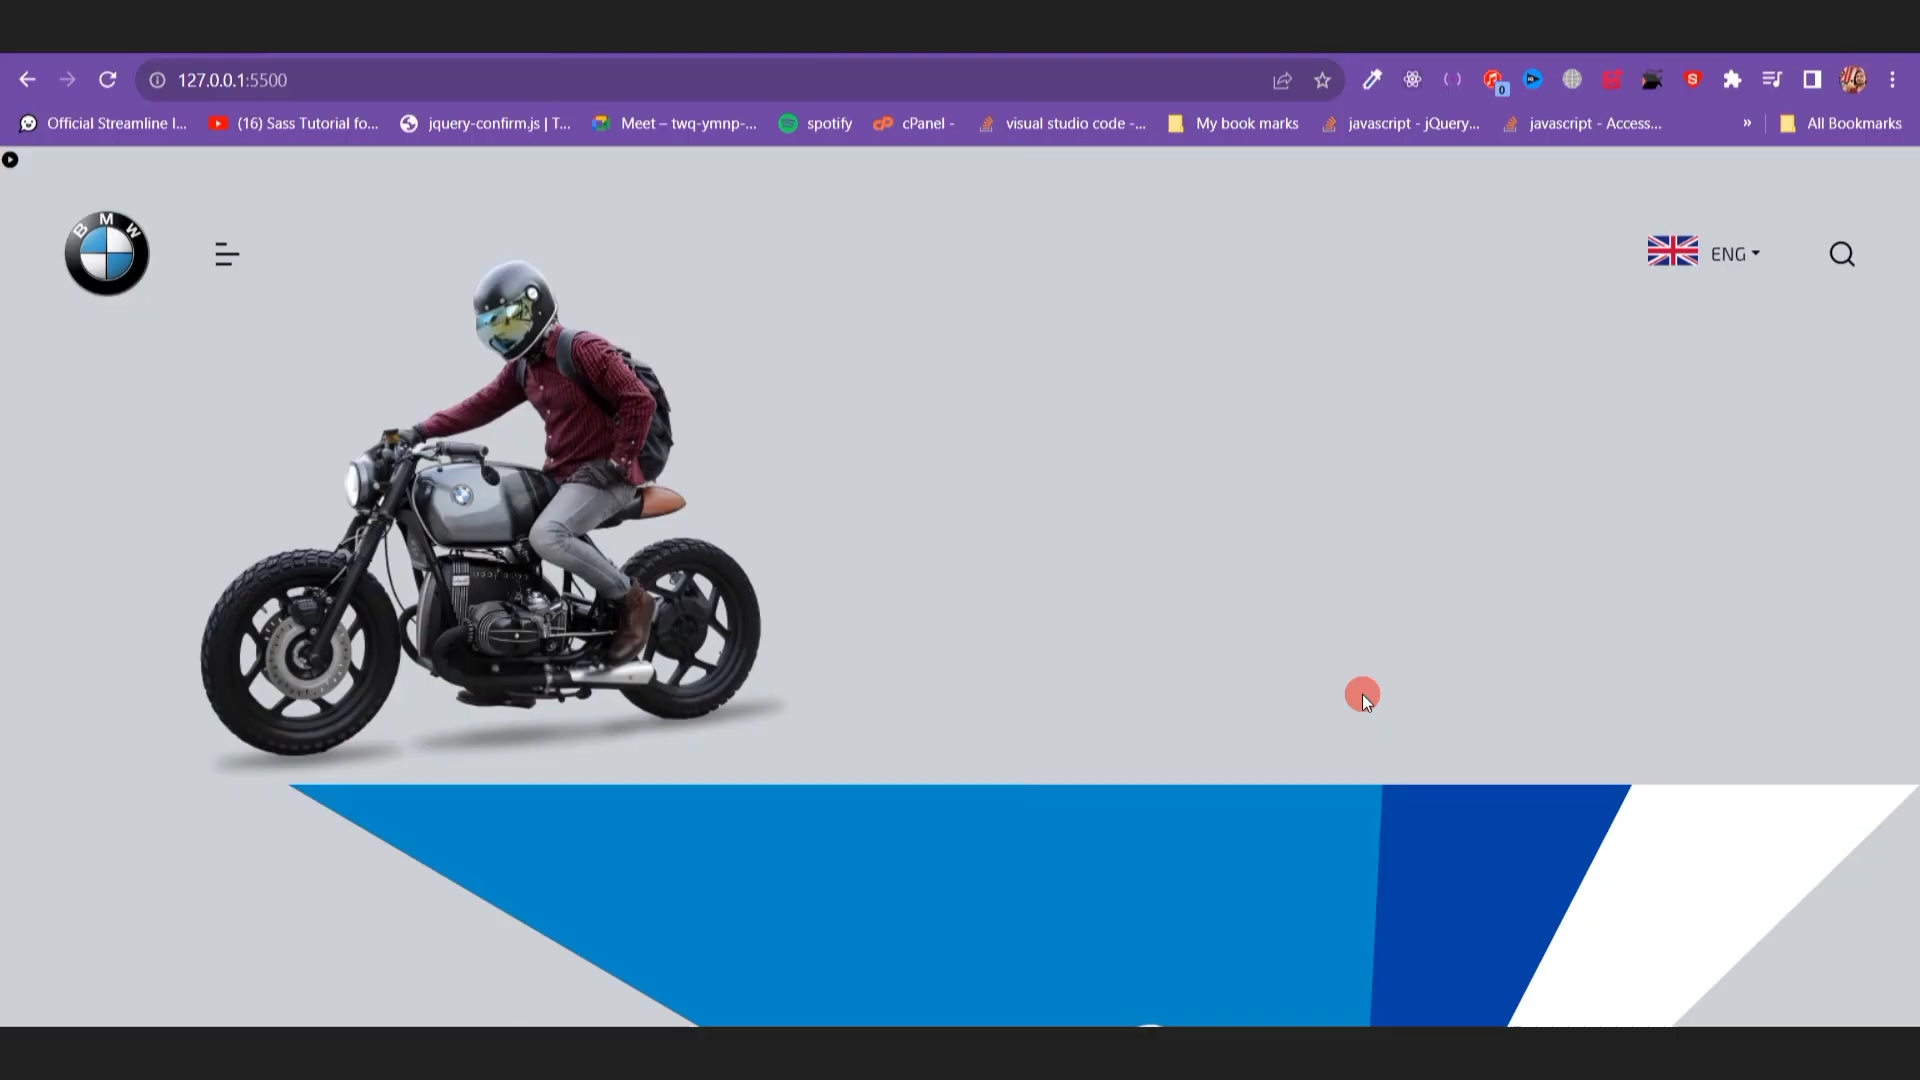 127.0.0.1:5500
0
S
Official Streamline I... (16) Sass Tutorial fo... jquery-confirm.js | T... Meet – twq-ymnp-... spotify cPanel - visual studio code -... My book marks javascript - jQuery... javascript - Access... » All Bookmarks
BMW
ENG